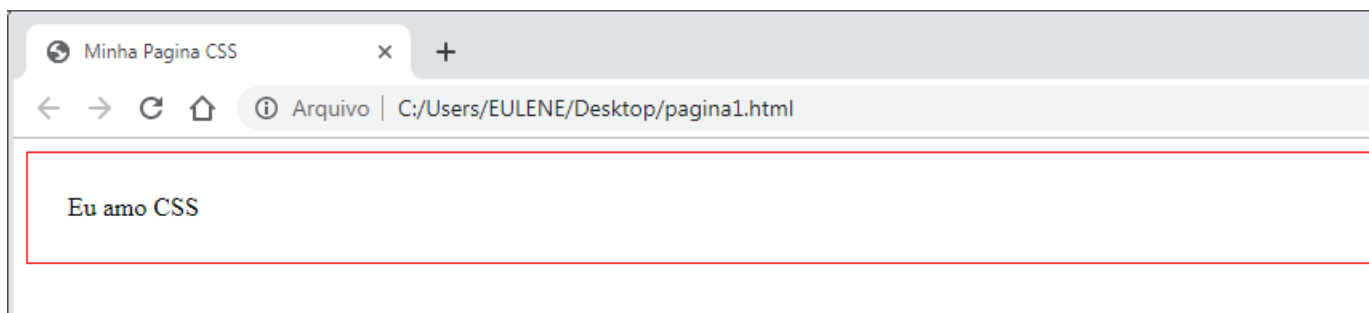 Minha Pagina CSS
Arquivo | C:/Users/EULENE/Desktop/pagina1.html
Eu amo CSS